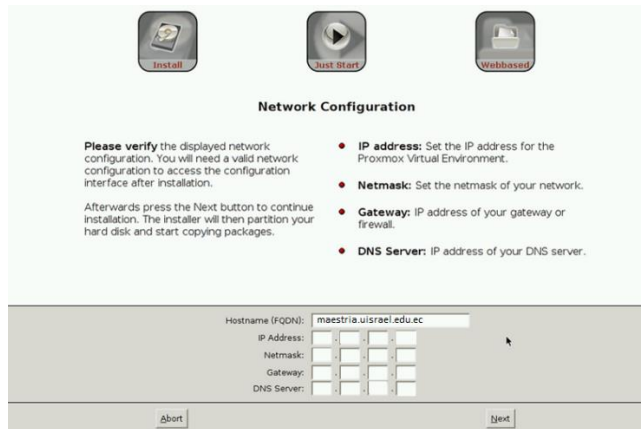 Install
Just Start
Webbased
Network Configuration
Please verify the displayed network
configuration. You will need a valid network
configuration to access the configuration
interface after installation.
Afterwards press the Next button to continue
installation. The installer will then partition your
hard disk and start copying packages.
IP address: Set the IP address for the
Proxmox Virtual Environment.
Netmask: Set the netmask of your network.
Gateway: IP address of your gateway or
firewall.
DNS Server: IP address of your DNS server.
Hostname (FQDN): maestria.uisrael.edu.ec
IP Address: . . .
Netmask: . . .
Gateway: . . .
DNS Server: . . .
Abort
Next